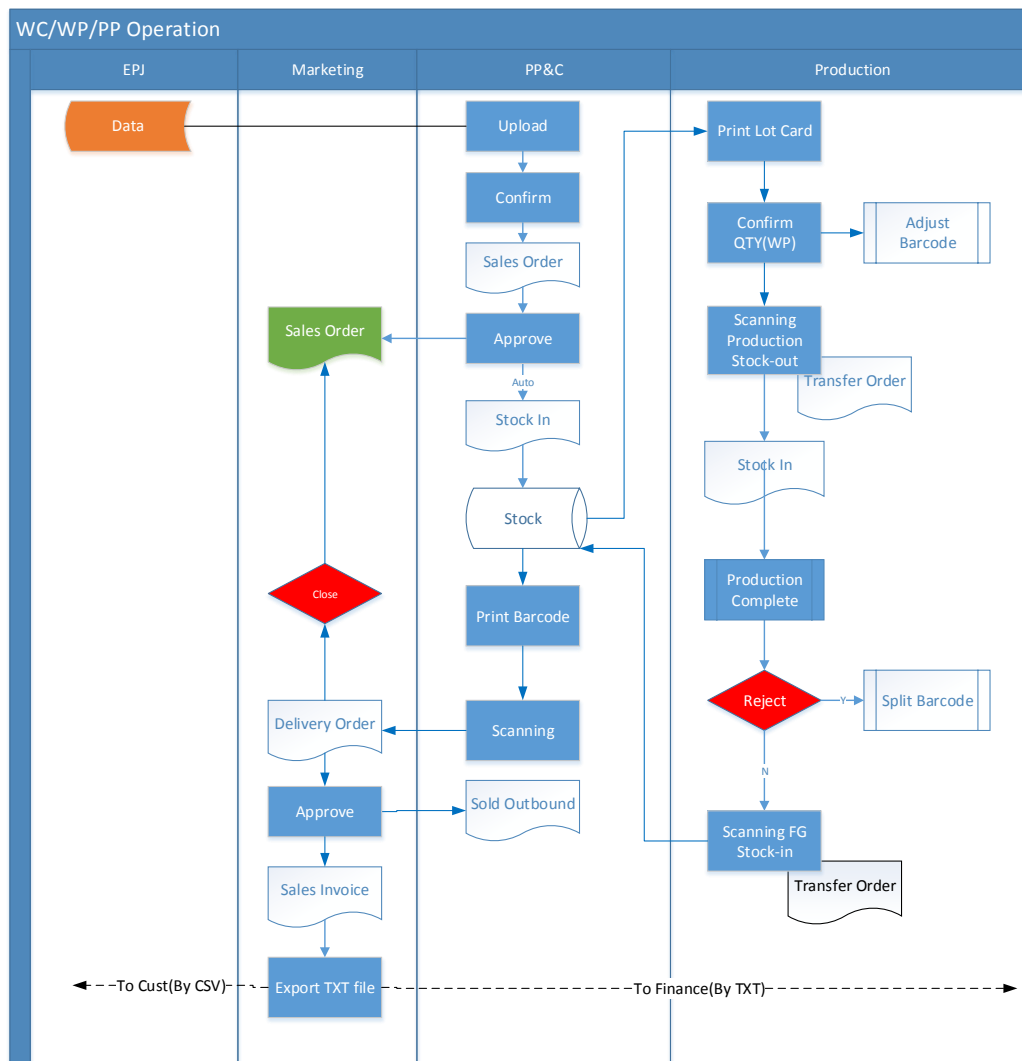 WC/WP/PP Operation
EPJ
Marketing
PP&C
Production
Data
Upload
Print Lot Card
Confirm
Confirm
QTY(WP)
Adjust
Barcode
Sales Order
Sales Order
Approve
Scanning
Production
Stock-out
Transfer Order
Auto
Stock In
Stock In
Stock
Close
Print Barcode
Production
Complete
Reject
Y
Split Barcode
Delivery Order
Scanning
N
Approve
Sold Outbound
Scanning FG
Stock-in
Sales Invoice
Transfer Order
To Cust(By CSV)
Export TXT file
To Finance(By TXT)